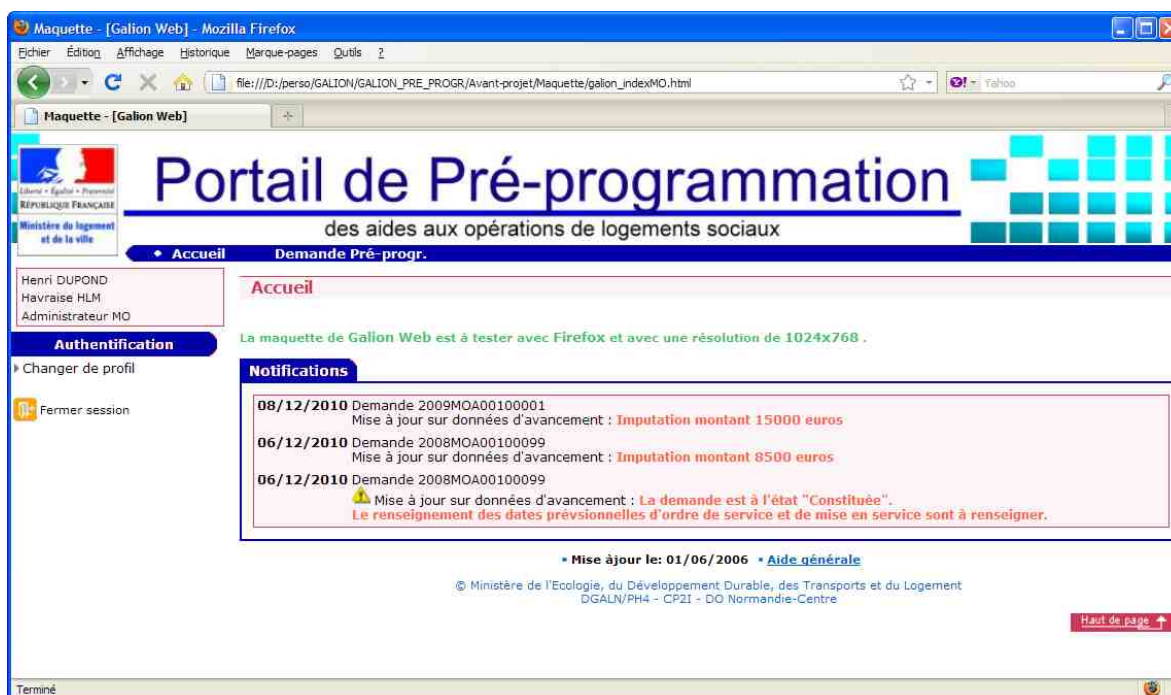 Maquette - [Galion Web] - Mozilla Firefox
Fichier Édition Affichage Historique Marque-pages Outils ?
file:///D:/perso/GALION/GALION_PRE_PROGR/Avant-projet/Maquette/galion_indexMO.html
Yahoo
Maquette - [Galion Web]
Liberté • Égalité • Fraternité
RÉPUBLIQUE FRANÇAISE
Ministère du logement
et de la ville
Portail de Pré-programmation
des aides aux opérations de logements sociaux
Accueil Demande Pré-progr.
Henri DUPOND
Havraise HLM
Administrateur MO
Authentification
Changer de profil
Fermer session
Accueil
La maquette de Galion Web est à tester avec Firefox et avec une résolution de 1024x768 .
Notifications
08/12/2010 Demande 2009MOA00100001
Mise à jour sur données d'avancement : Imputation montant 15000 euros
06/12/2010 Demande 2008MOA00100099
Mise à jour sur données d'avancement : Imputation montant 8500 euros
06/12/2010 Demande 2008MOA00100099
Mise à jour sur données d'avancement : La demande est à l'état "Constituée".
Le renseignement des dates prévsionnelles d'ordre de service et de mise en service sont à renseigner.
▪ Mise àjour le: 01/06/2006 ▪ Aide générale
© Ministère de l'Ecologie, du Développement Durable, des Transports et du Logement
DGALN/PH4 - CP2I - DO Normandie-Centre
Haut de page
Terminé